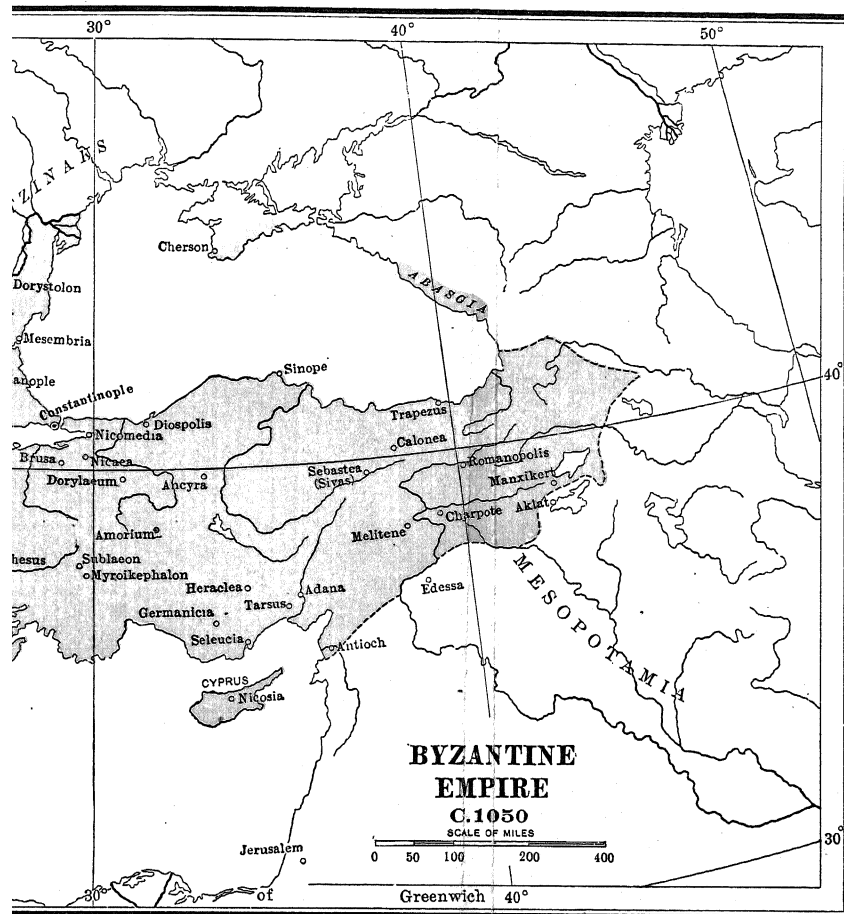 30°
40°
50°
ZINANS
Cherson
Dorystolon
ABASGIA
Mesembria
Sinope
40°
anople
Constantinople
Trapezus
Diospolis
Nicomedia
Calonea
Brusa
Nicaea
Romanopolis
Sebastea
(Sivas)
Manxikert
Dorylaeum
Ancyra
Aklat
Charpote
Amorium
Melitene
hesus
Sublaeon
Myroikephalon
Heraclea
Adana
Edessa
Tarsus
Germanicia
MESOPOTAMIA
Seleucia
Antioch
CYPRUS
Nicosia
BYZANTINE
EMPIRE
C.1050
SCALE OF MILES
0 50 100 200 400
Jerusalem
30°
30°
of
Greenwich
40°